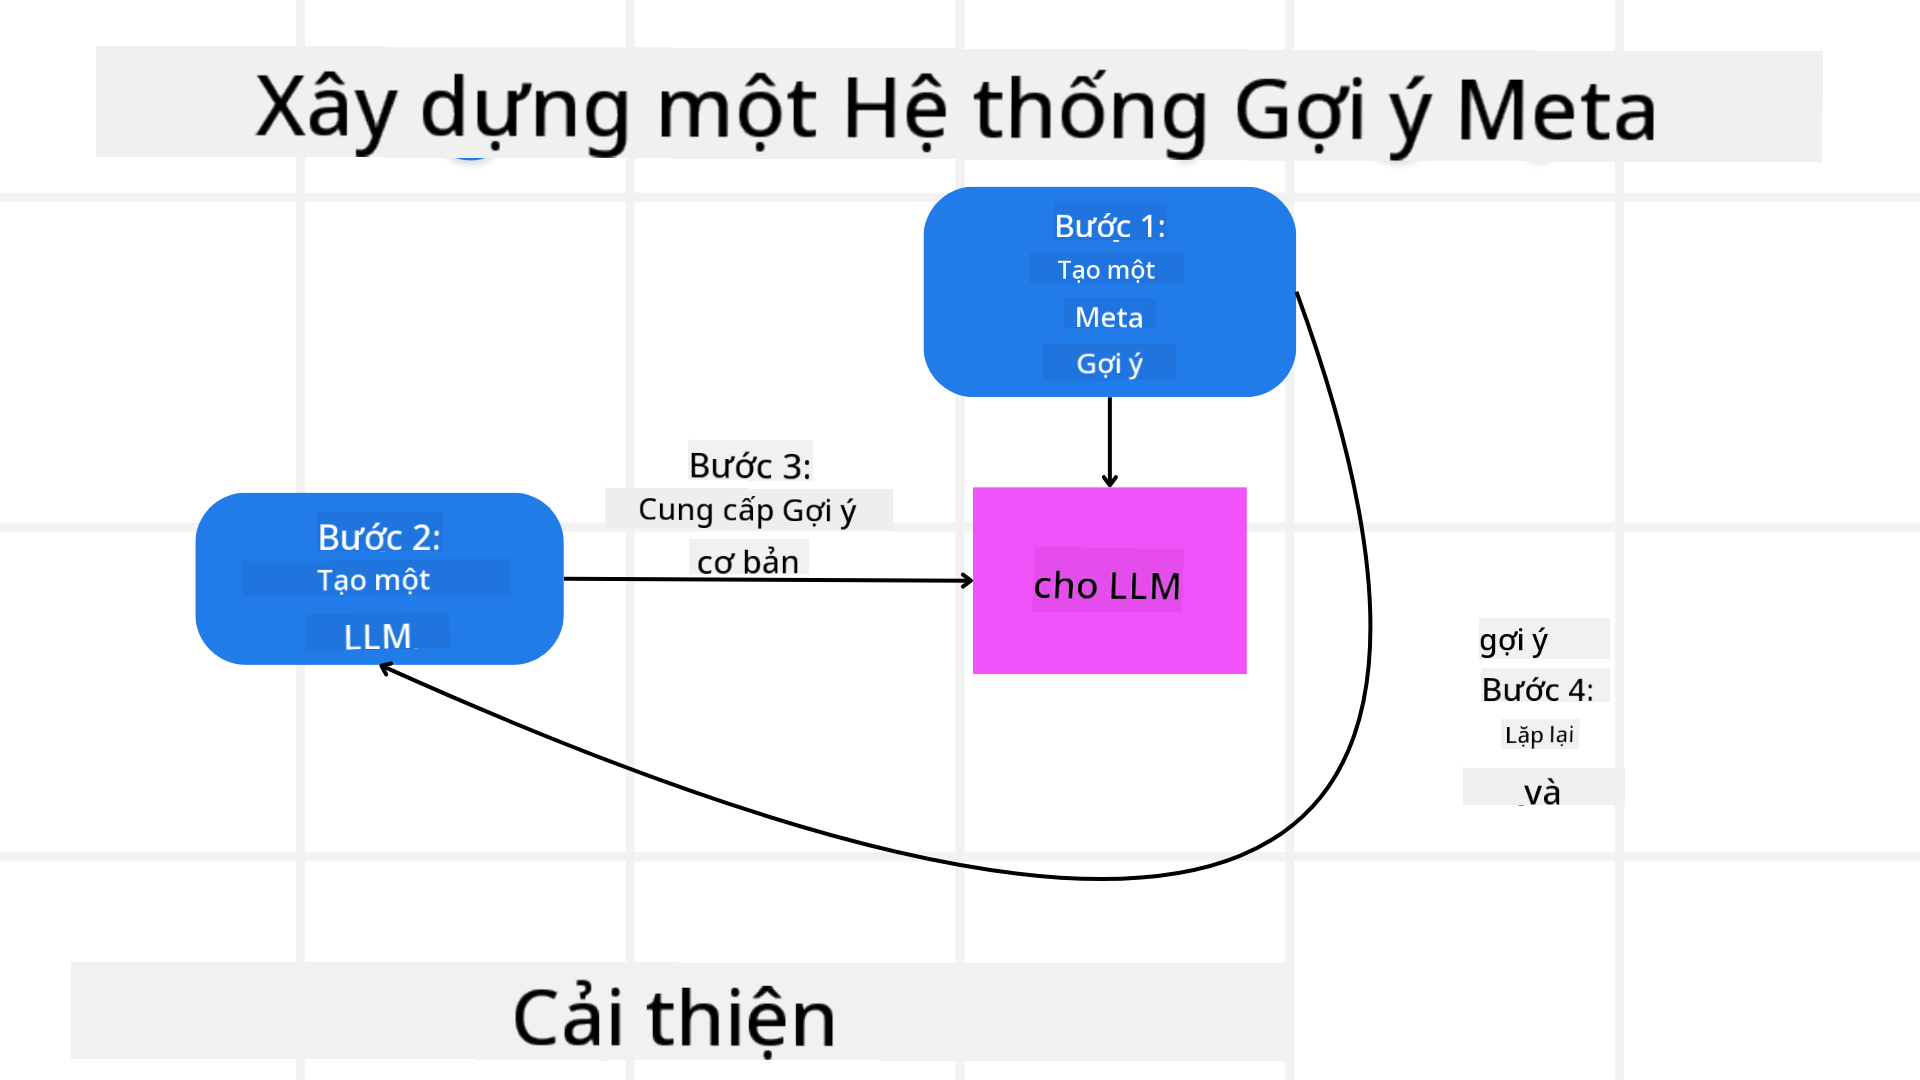 Xây dựng một Hệ thống Gợi ý Meta
Bước 1:
Tạo một
Meta
Gợi ý
Bước 3:
Cung cấp Gợi ý
cơ bản
Bước 2:
Tạo một
LLM
cho LLM
gợi ý
Bước 4:
Lặp lại
và
Cải thiện